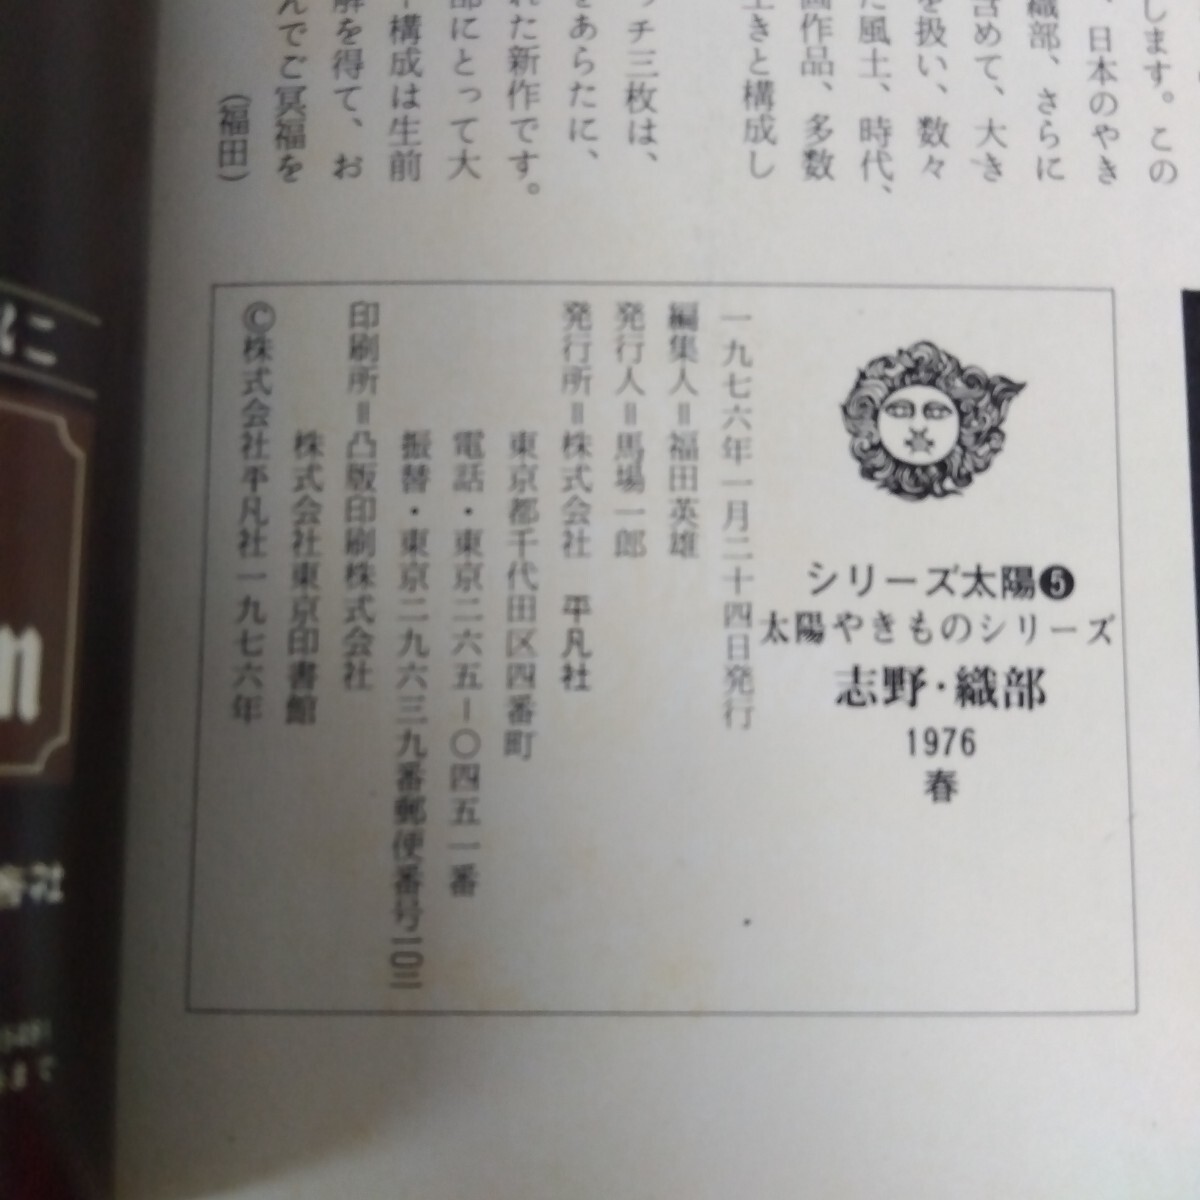 します。この
、日本のやき
織部、さらに
含めて、大き
を扱い、数々
た風土、時代、
画作品、多数
生きと構成し
ッチ三枚は、
をあらたに、
れた新作です。
部にとって大
構成は生前
解を得て、お
んでご冥福を
（福田）
シリーズ太陽❺
太陽やきものシリーズ
志野・織部
1976
春
一九七六年一月二十四日発行
編集人＝福田英雄
発行人＝馬場一郎
発行所＝株式会社 平凡社
東京都千代田区四番町
電話・東京二六五－〇四五一番
振替・東京二九六三九番郵便番号一〇二
印刷所＝凸版印刷株式会社
株式会社東京印書館
©株式会社平凡社一九七六年